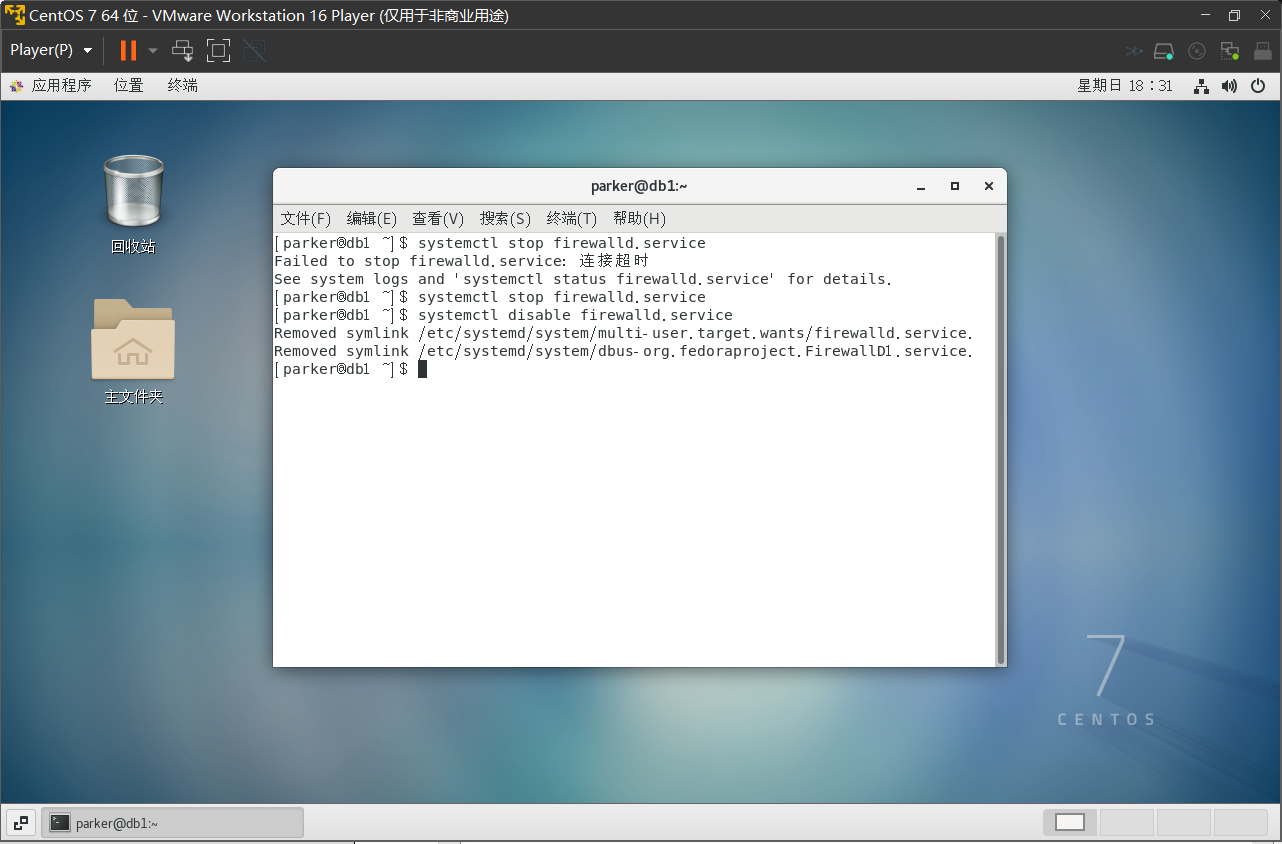 CentOS 7 64 位 - VMware Workstation 16 Player (仅用于非商业用途)
Player(P)
应用程序 位置 终端 星期日 18：31
回收站
主文件夹
parker@db1:~
文件(F) 编辑(E) 查看(V) 搜索(S) 终端(T) 帮助(H)
[parker@db1 ~]$ systemctl stop firewalld.service
Failed to stop firewalld.service: 连接超时
See system logs and 'systemctl status firewalld.service' for details.
[parker@db1 ~]$ systemctl stop firewalld.service
[parker@db1 ~]$ systemctl disable firewalld.service
Removed symlink /etc/systemd/system/multi-user.target.wants/firewalld.service.
Removed symlink /etc/systemd/system/dbus-org.fedoraproject.FirewallD1.service.
[parker@db1 ~]$
7
CENTOS
parker@db1:~